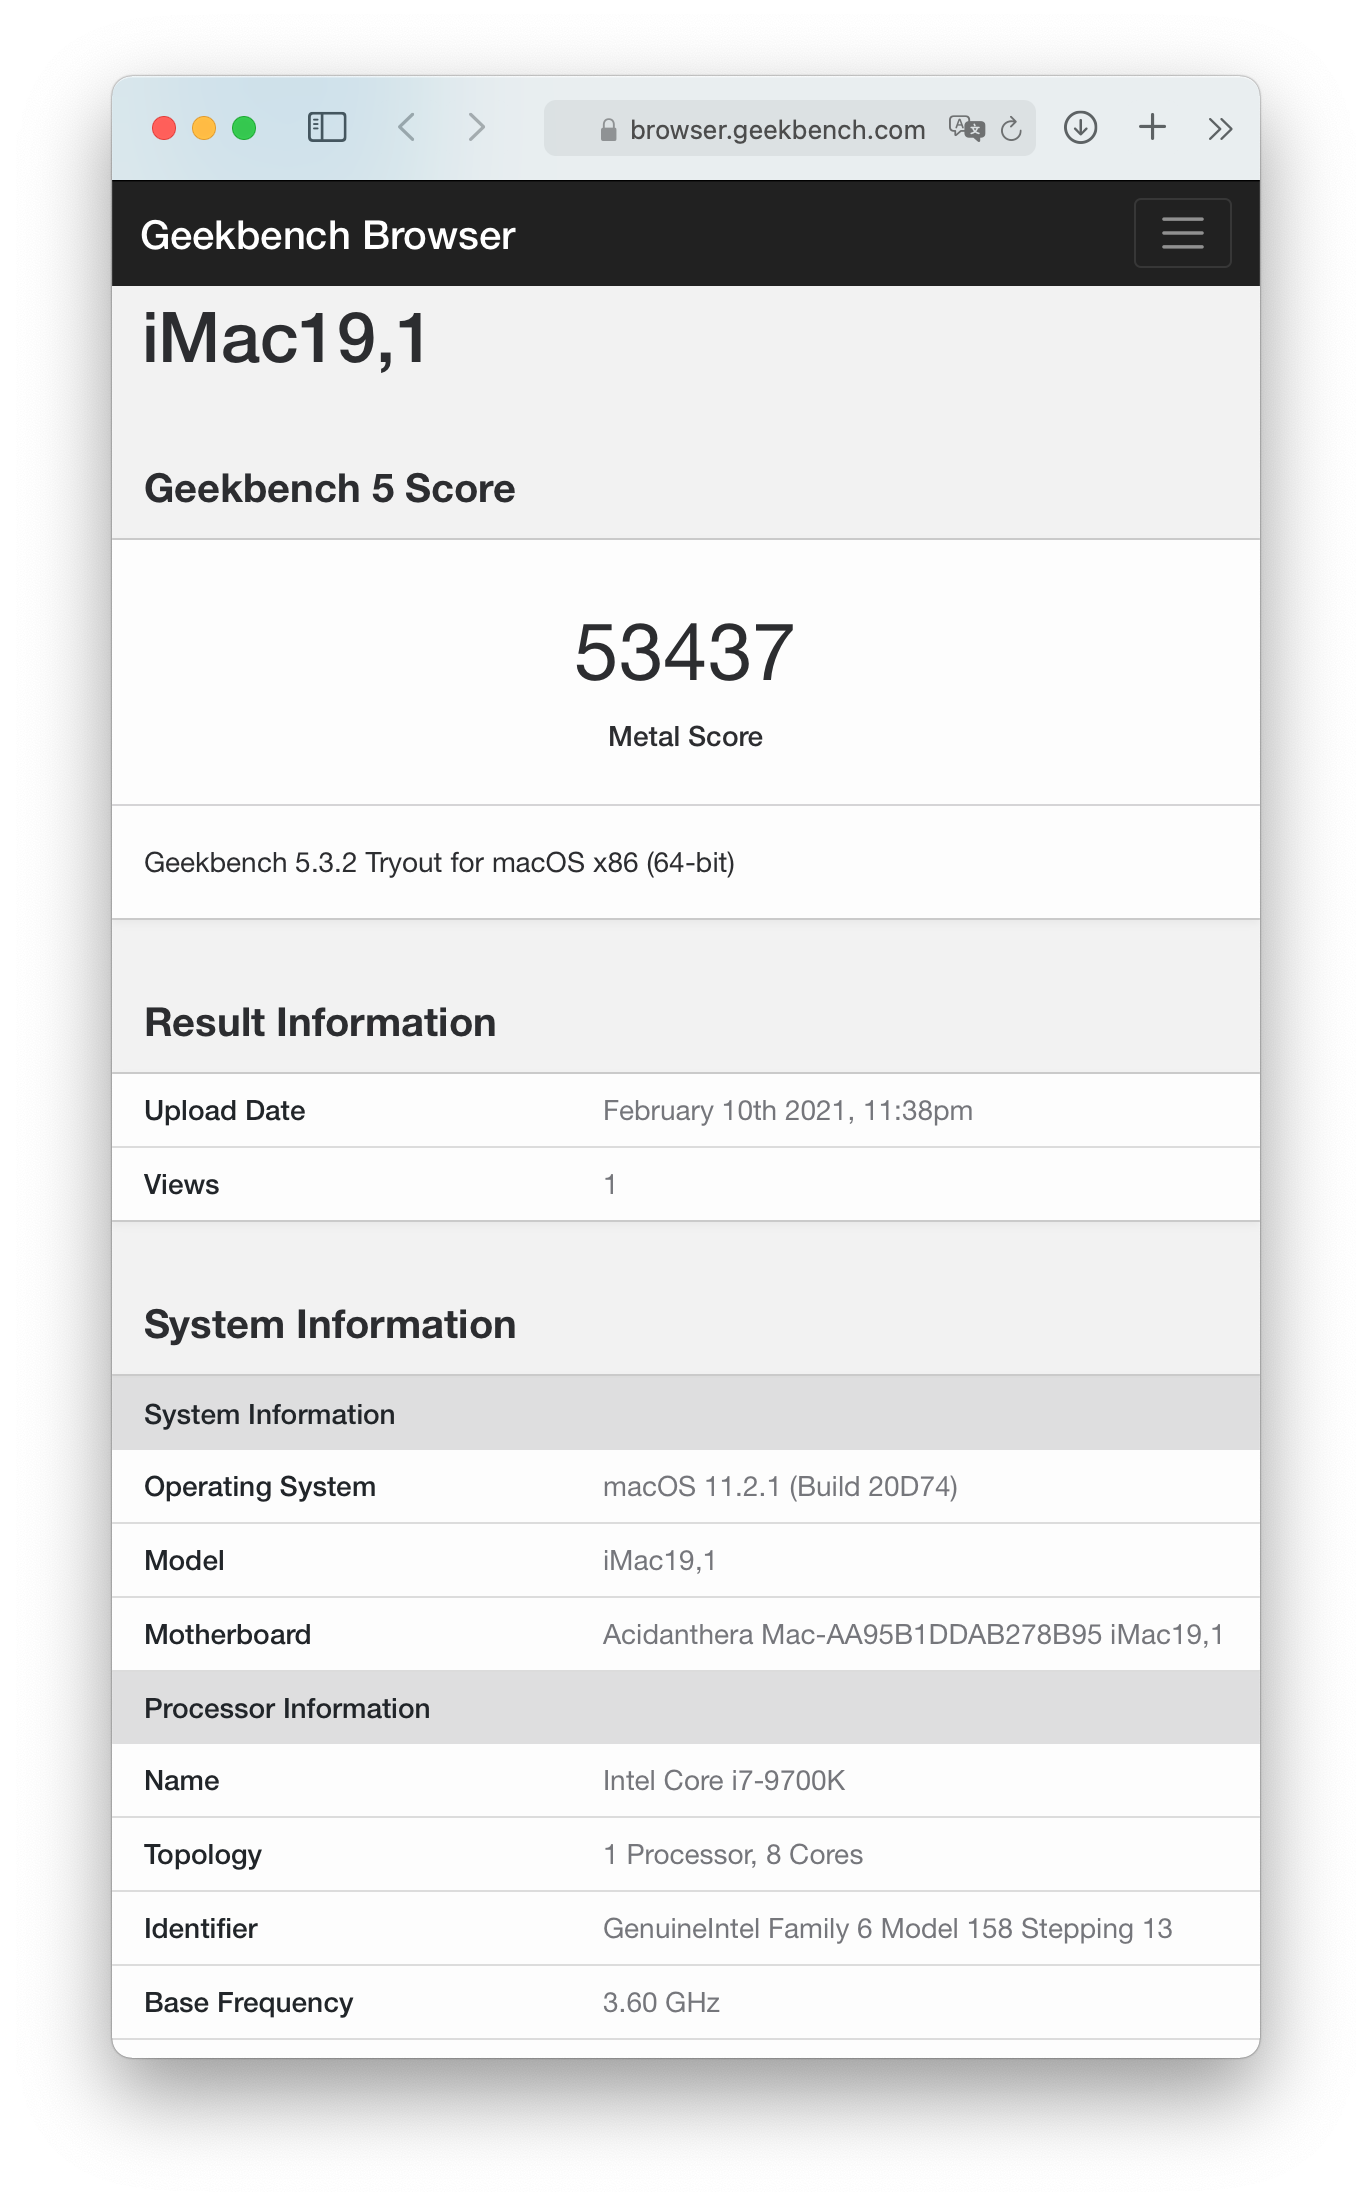 browser.geekbench.com
Geekbench Browser
iMac19,1
Geekbench 5 Score
53437
Metal Score
Geekbench 5.3.2 Tryout for macOS x86 (64-bit)
Result Information
Upload Date February 10th 2021, 11:38pm
Views 1
System Information
System Information
Operating System macOS 11.2.1 (Build 20D74)
Model iMac19,1
Motherboard Acidanthera Mac-AA95B1DDAB278B95 iMac19,1
Processor Information
Name Intel Core i7-9700K
Topology 1 Processor, 8 Cores
Identifier GenuineIntel Family 6 Model 158 Stepping 13
Base Frequency 3.60 GHz